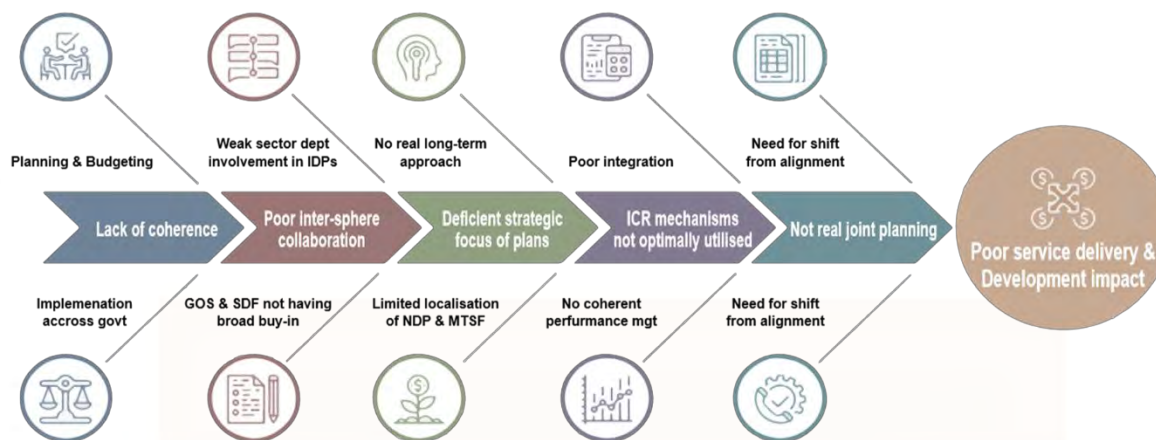 Planning & Budgeting
Weak sector dept
involvement in IDPs
No real long-term
approach
Poor integration
Need for shift
from alignment
Lack of coherence
Poor inter-sphere
collaboration
Deficient strategic
focus of plans
ICR mechanisms
not optimally utilised
Not real joint planning
Poor service delivery &
Development impact
Implemenation
accross govt
GOS & SDF not having
broad buy-in
Limited localisation
of NDP & MTSF
No coherent
perfurmance mgt
Need for shift
from alignment